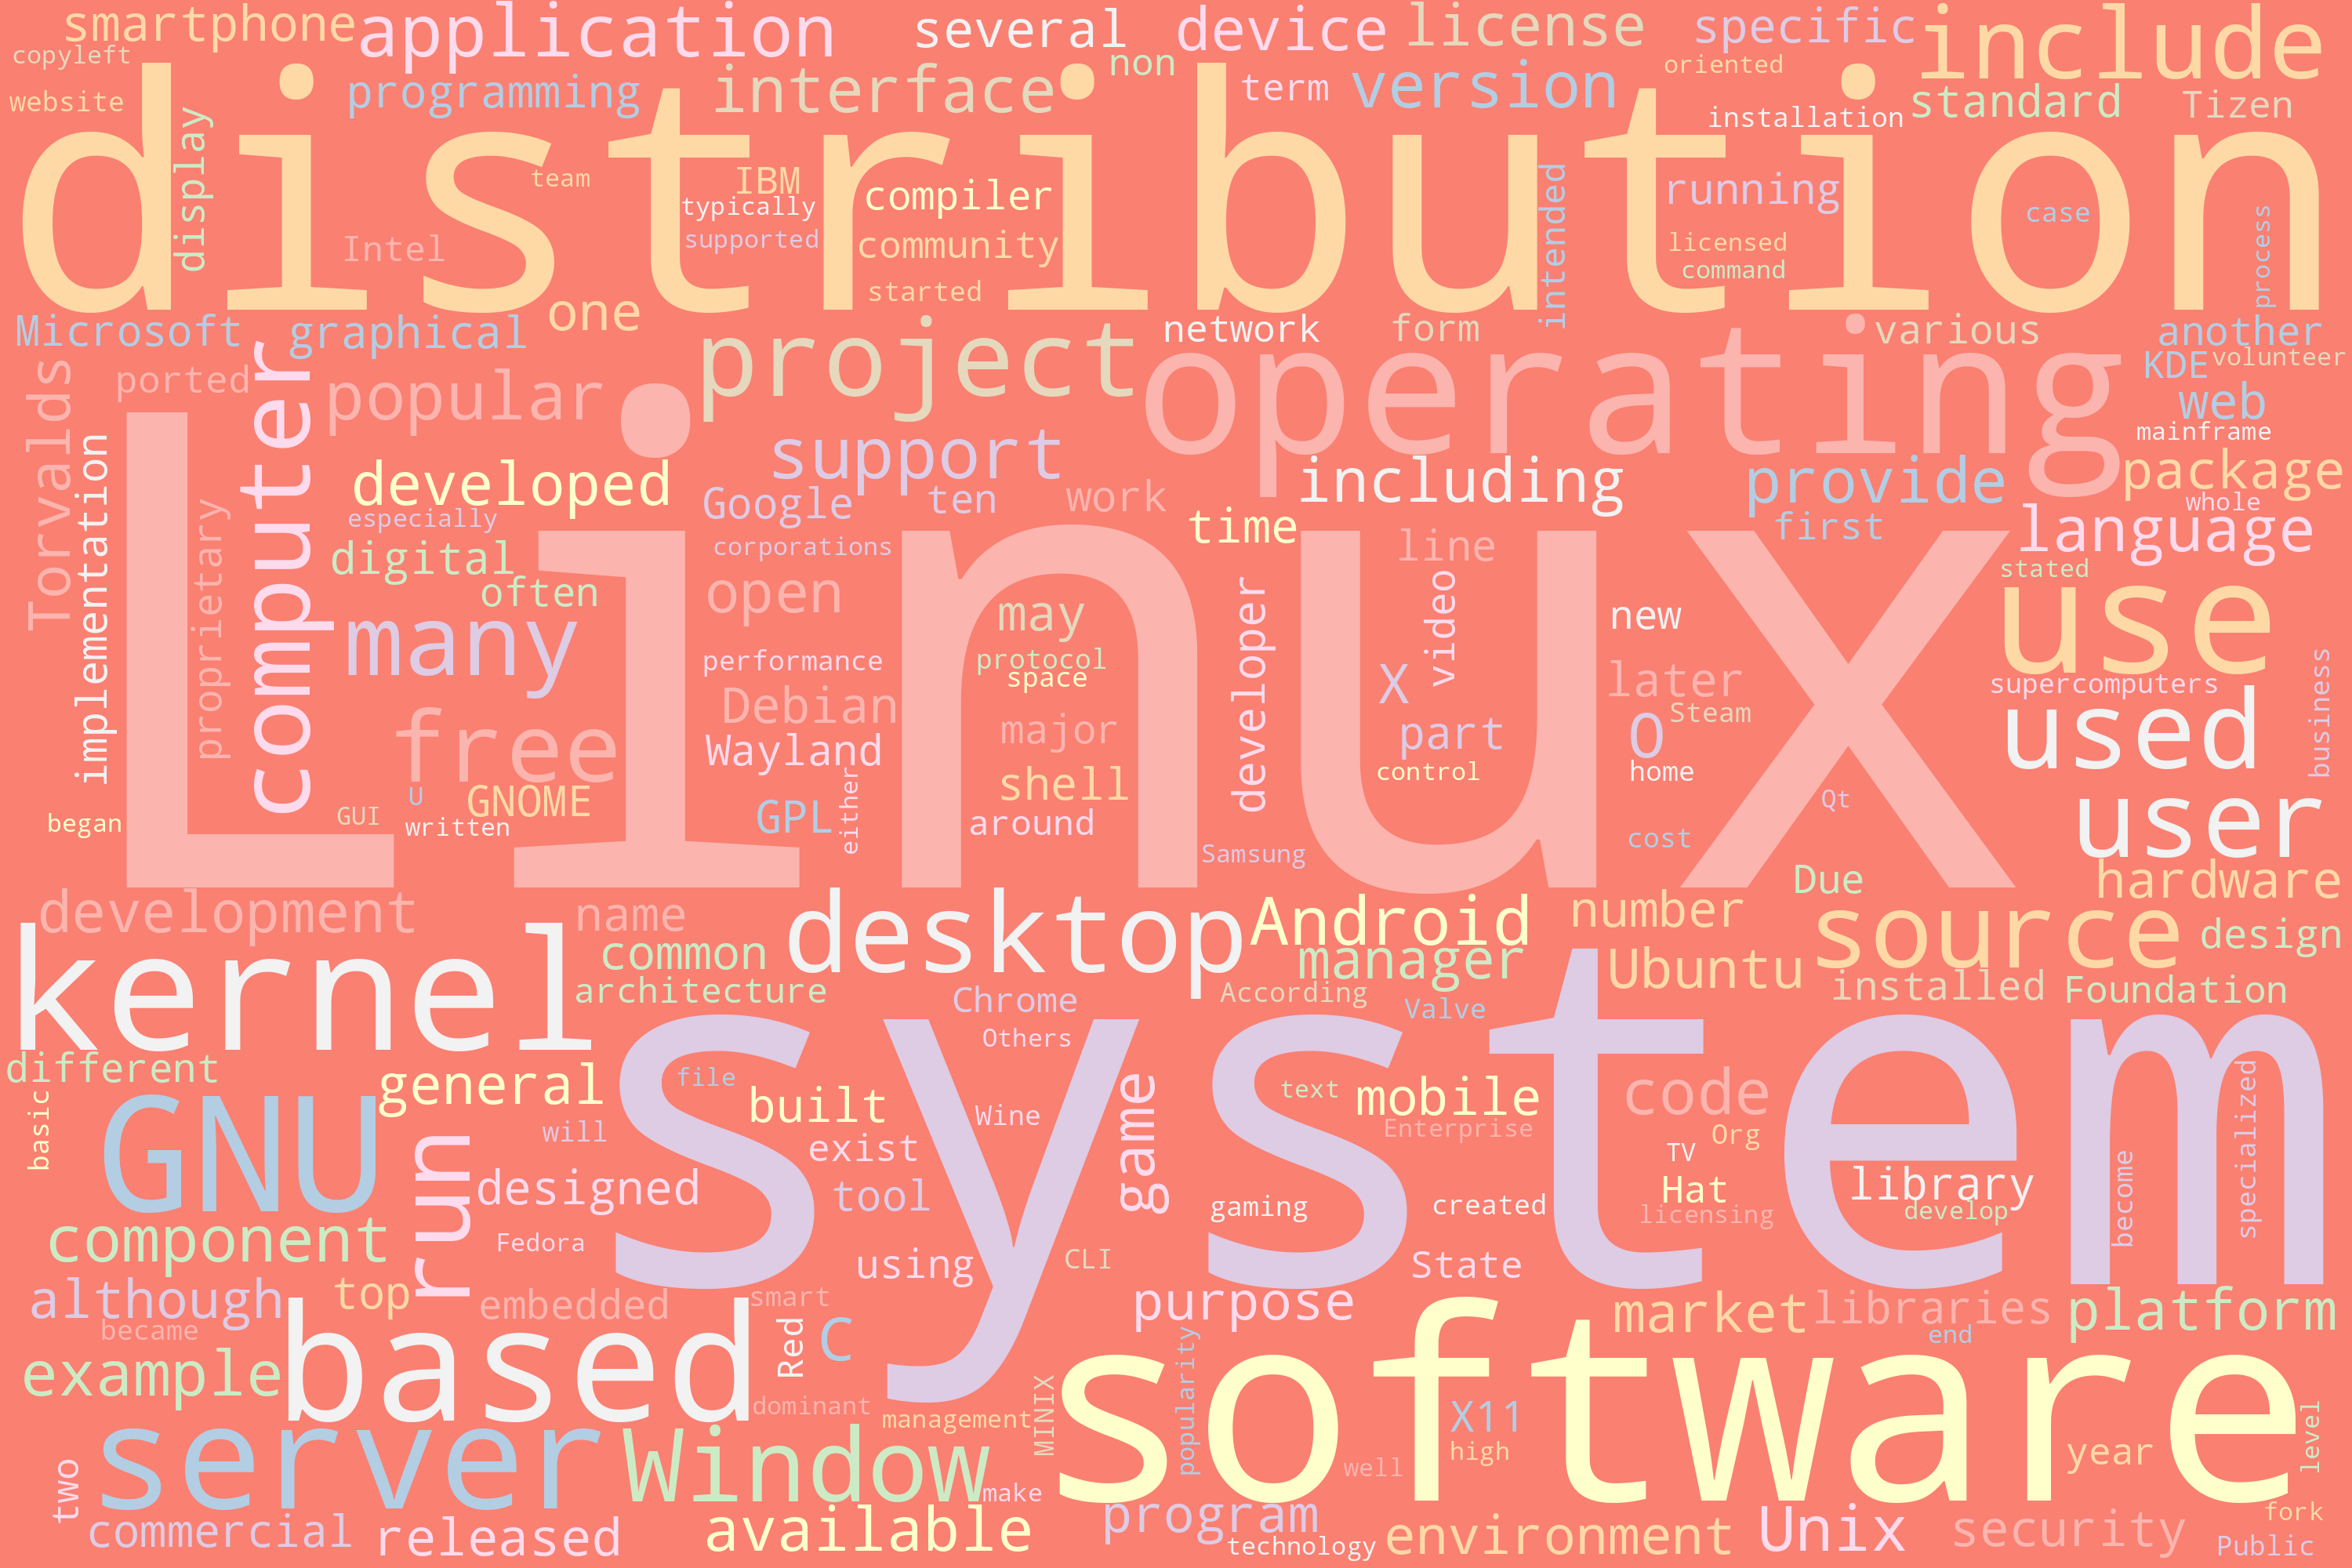 smartphone
application
several
device
license
specific
include
copyleft
programming
interface
non
term
version
oriented
standard
Tizen
website
display
distribution
installation
team
IBM
typically
supported
compiler
community
started
intended
running
licensed
command
case
process
Intel
one
Microsoft
graphical
project
network
form
various
another
KDE
volunteer
Torvalds
ported
computer
popular
operating
web
mainframe
implementation
proprietary
developed
support
including
provide
package
especially
Google
ten
work
time
first
whole
language
digital
corporations
line
stated
often
open
many
may
developer
video
new
use
performance
protocol
space
Linux
X
later
supercomputers
business
free
Debian
major
Steam
used
Wayland
part
O
control
home
shell
U
GNOME
GUI
written
began
GPL
either
around
Samsung
cost
Qt
user
Due
hardware
development
name
desktop
Android
number
source
design
kernel
common
manager
Ubuntu
architecture
Chrome
According
Valve
installed
Foundation
Others
different
general
file
built
system
game
text
mobile
code
specialized
basic
GNU
run
will
Wine
exist
Enterprise
Org
TV
become
designed
tool
gaming
created
Hat
licensing
library
develop
component
Fedora
using
CLI
State
although
top
embedded
smart
purpose
market
libraries
platform
became
based
Red
C
end
example
dominant
management
MINIX
popularity
software
X11
high
level
server
Window
make
well
year
two
commercial
released
available
program
technology
environment
Unix
security
fork
Public